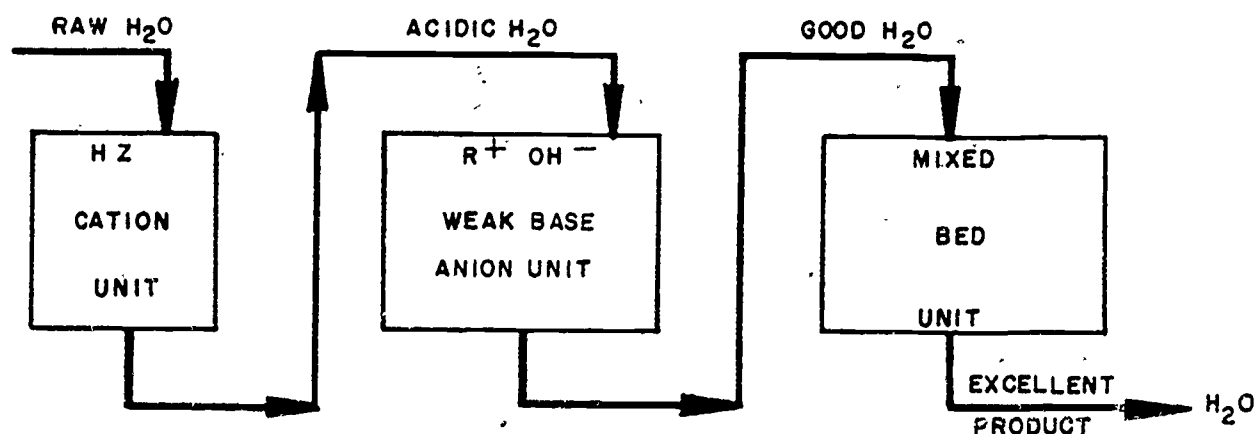 RAW H₂O
ACIDIC H₂O
GOOD H₂O
H Z
CATION
UNIT
R⁺ OH⁻
WEAK BASE
ANION UNIT
MIXED
BED
UNIT
EXCELLENT
PRODUCT
H₂O